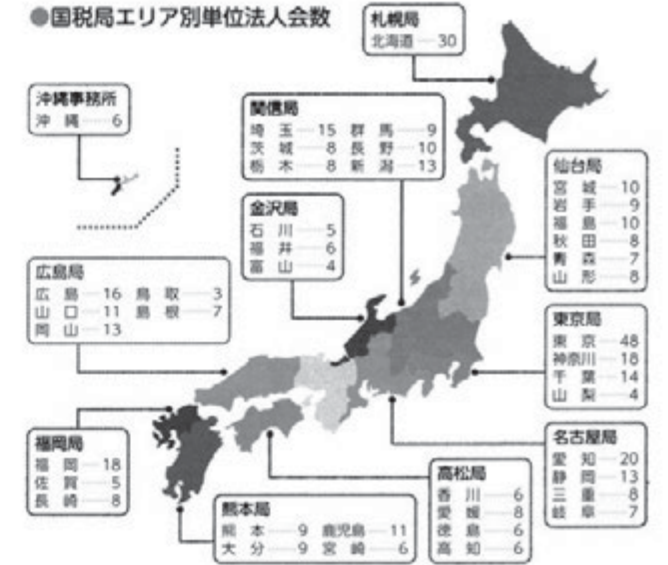 ●国税局エリア別単位法人会数
札幌局
北海道 30
沖縄事務所
沖縄 6
関信局
埼玉 15 群馬 9
茨城 8 長野 10
栃木 8 新潟 13
仙台局
宮城 10
岩手 9
福島 10
秋田 8
青森 7
山形 8
金沢局
石川 5
福井 6
富山 4
広島局
広島 16 鳥取 3
山口 11 島根 7
岡山 13
東京局
東京 48
神奈川 18
千葉 14
山梨 4
福岡局
福岡 18
佐賀 5
長崎 8
名古屋局
愛知 20
静岡 13
三重 8
岐阜 7
高松局
香川 6
愛媛 8
徳島 6
高知 6
熊本局
熊本 9 鹿児島 11
大分 9 宮崎 6